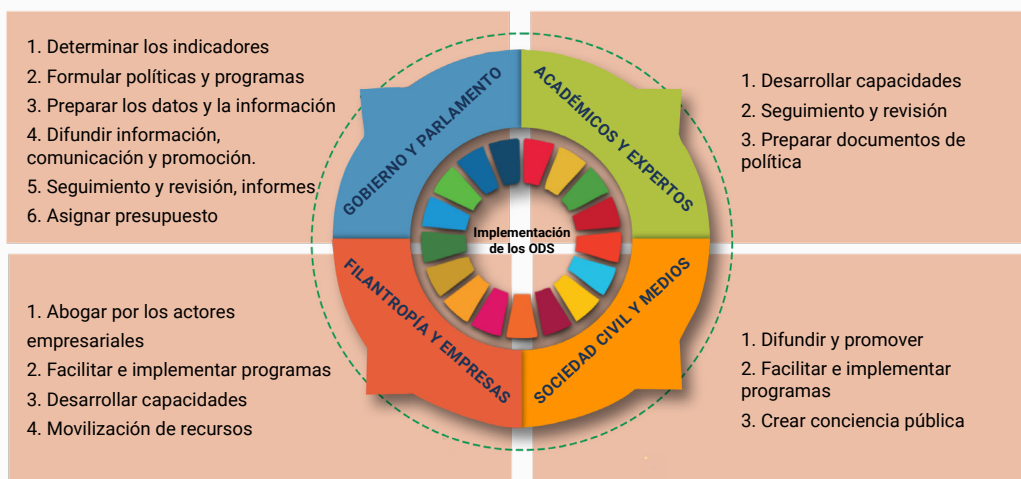 1. Determinar los indicadores
2. Formular políticas y programas
3. Preparar los datos y la información
4. Difundir información,
comunicación y promoción.
5. Seguimiento y revisión, informes
6. Asignar presupuesto
GOBIERNO Y PARLAMENTO
ACADÉMICOS Y EXPERTOS
1. Desarrollar capacidades
2. Seguimiento y revisión
3. Preparar documentos de
política
Implementación
de los ODS
1. Abogar por los actores
empresariales
2. Facilitar e implementar programas
3. Desarrollar capacidades
4. Movilización de recursos
FILANTROPÍA Y EMPRESAS
SOCIEDAD CIVIL Y MEDIOS
1. Difundir y promover
2. Facilitar e implementar
programas
3. Crear conciencia pública